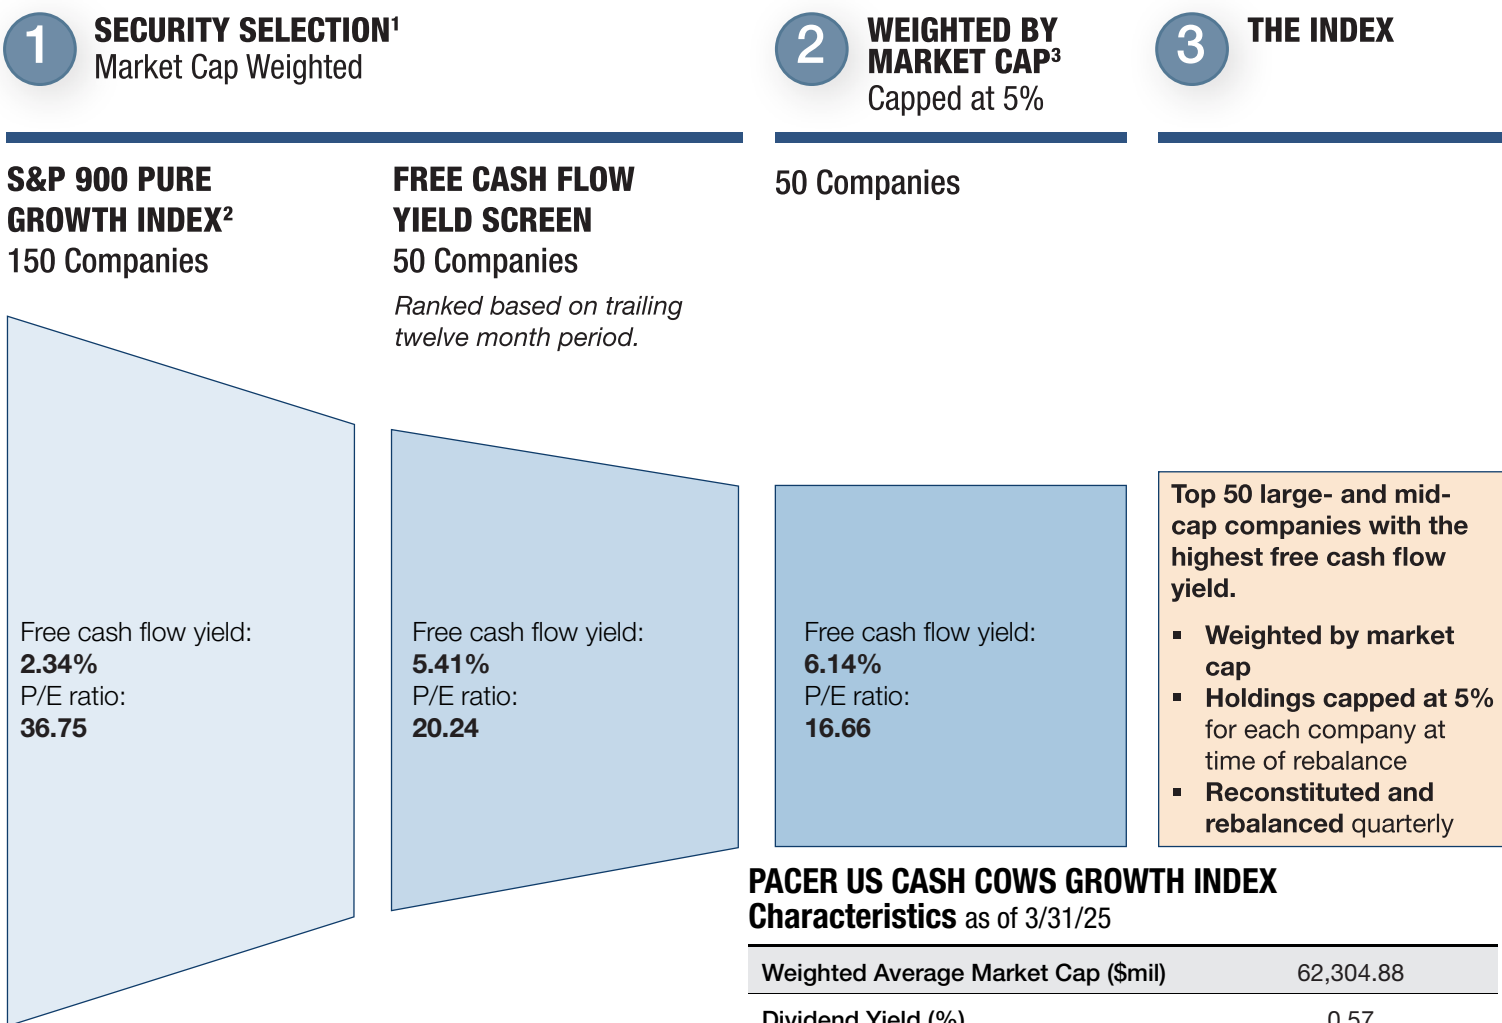 1
SECURITY SELECTION¹
Market Cap Weighted
2
WEIGHTED BY
MARKET CAP³
Capped at 5%
3
THE INDEX
S&P 900 PURE
GROWTH INDEX²
150 Companies
FREE CASH FLOW
YIELD SCREEN
50 Companies
Ranked based on trailing
twelve month period.
50 Companies
Free cash flow yield:
2.34%
P/E ratio:
36.75
Free cash flow yield:
5.41%
P/E ratio:
20.24
Free cash flow yield:
6.14%
P/E ratio:
16.66
Top 50 large- and mid-
cap companies with the
highest free cash flow
yield.
▪ Weighted by market
cap
▪ Holdings capped at 5%
for each company at
time of rebalance
▪ Reconstituted and
rebalanced quarterly
PACER US CASH COWS GROWTH INDEX
Characteristics as of 3/31/25
Weighted Average Market Cap ($mil) 62,304.88
Dividend Yield (%) 0.57